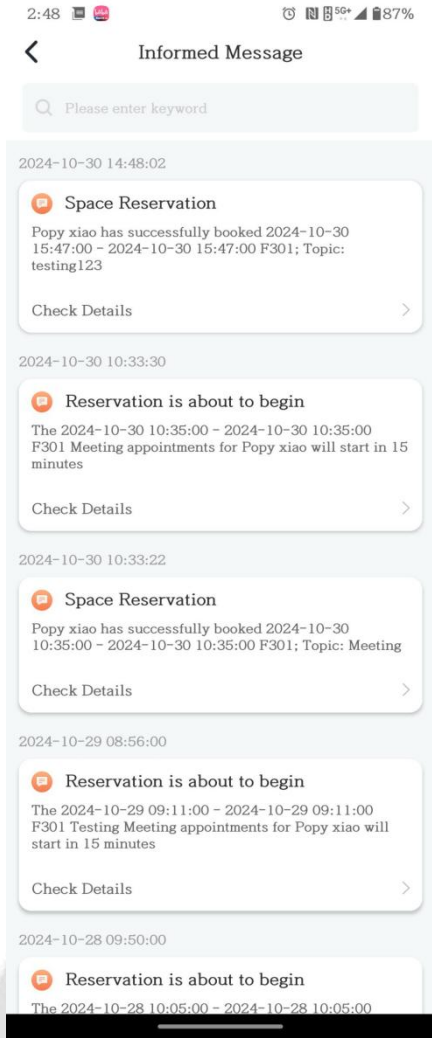 2:48 5G+ 87%
Informed Message
Please enter keyword
2024-10-30 14:48:02
Space Reservation
Popy xiao has successfully booked 2024-10-30
15:47:00 - 2024-10-30 15:47:00 F301; Topic:
testing123
Check Details
2024-10-30 10:33:30
Reservation is about to begin
The 2024-10-30 10:35:00 - 2024-10-30 10:35:00
F301 Meeting appointments for Popy xiao will start in 15
minutes
Check Details
2024-10-30 10:33:22
Space Reservation
Popy xiao has successfully booked 2024-10-30
10:35:00 - 2024-10-30 10:35:00 F301; Topic: Meeting
Check Details
2024-10-29 08:56:00
Reservation is about to begin
The 2024-10-29 09:11:00 - 2024-10-29 09:11:00
F301 Testing Meeting appointments for Popy xiao will
start in 15 minutes
Check Details
2024-10-28 09:50:00
Reservation is about to begin
The 2024-10-28 10:05:00 - 2024-10-28 10:05:00